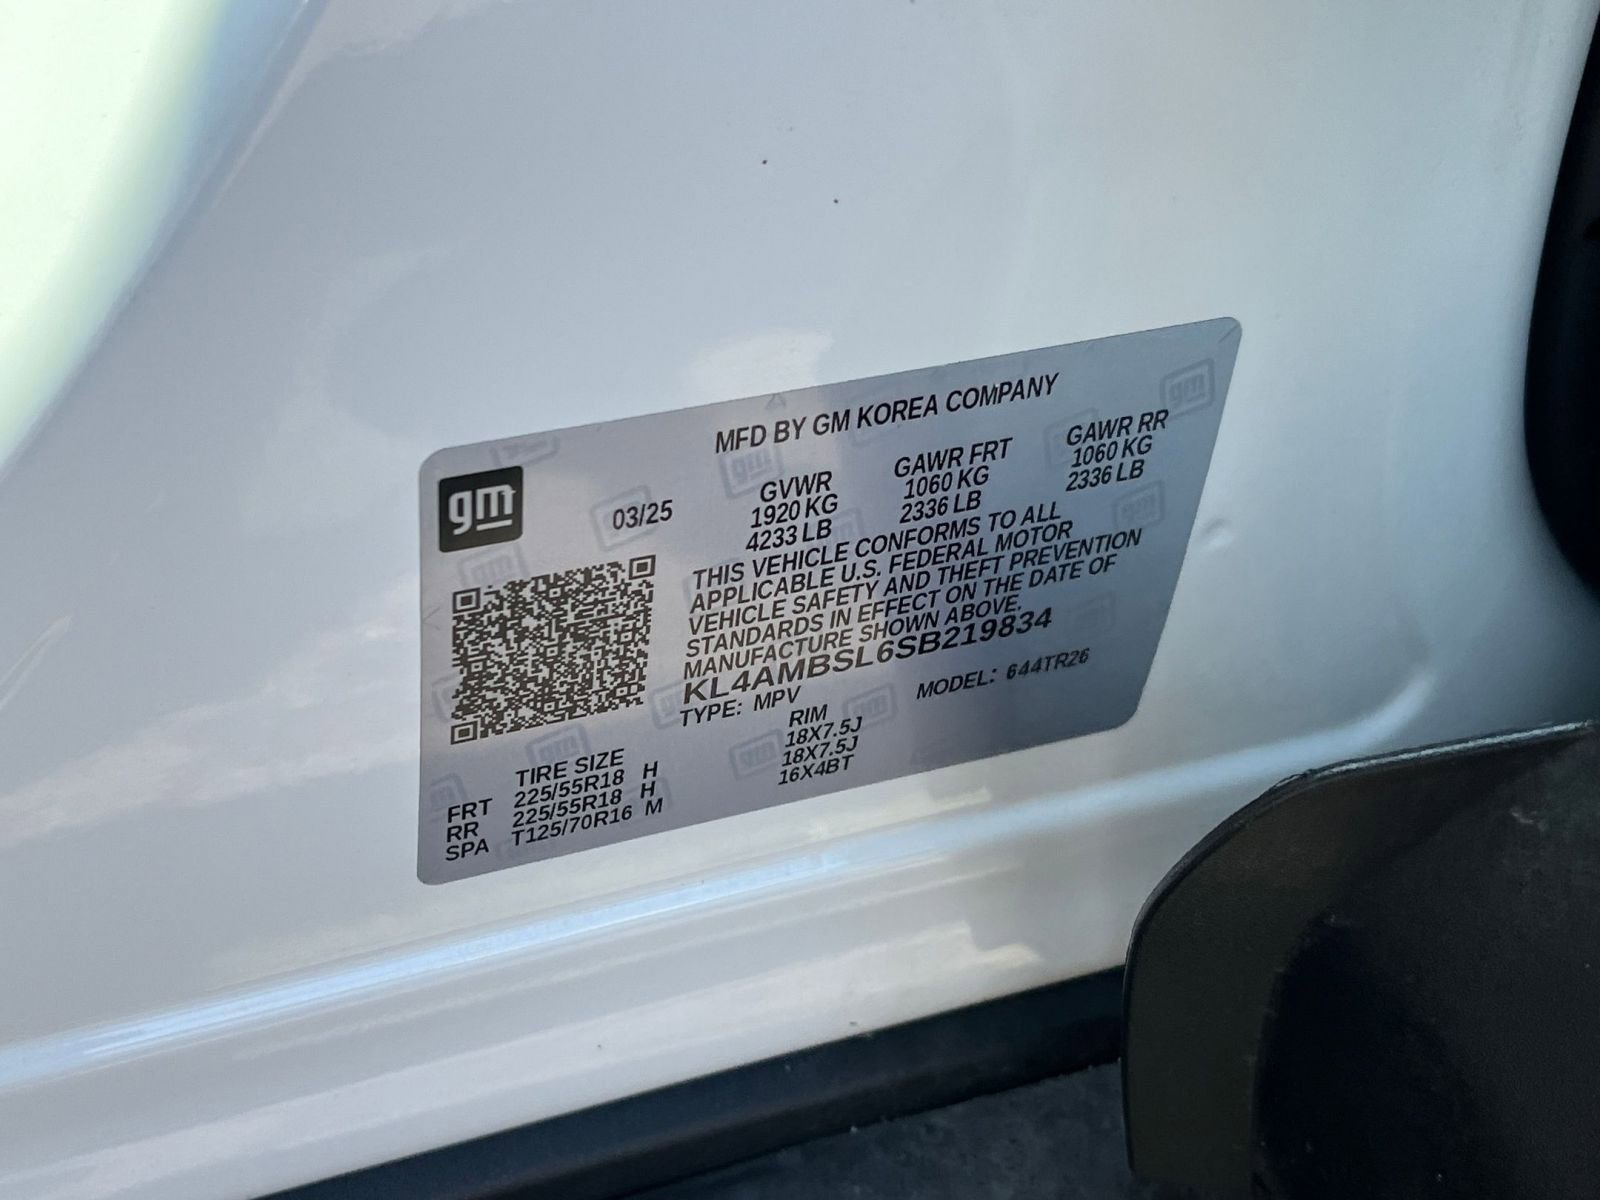 gm
MFD BY GM KOREA COMPANY
03/25
GVWR GAWR FRT GAWR RR
1920 KG 1060 KG 1060 KG
4233 LB 2336 LB 2336 LB
THIS VEHICLE CONFORMS TO ALL
APPLICABLE U.S. FEDERAL MOTOR
VEHICLE SAFETY AND THEFT PREVENTION
STANDARDS IN EFFECT ON THE DATE OF
MANUFACTURE SHOWN ABOVE.
KL4AMBSL6SB219834
TYPE: MPV MODEL: 644TR26
TIRE SIZE RIM
FRT 225/55R18 H 18X7.5J
RR 225/55R18 H 18X7.5J
SPA T125/70R16 M 16X4BT